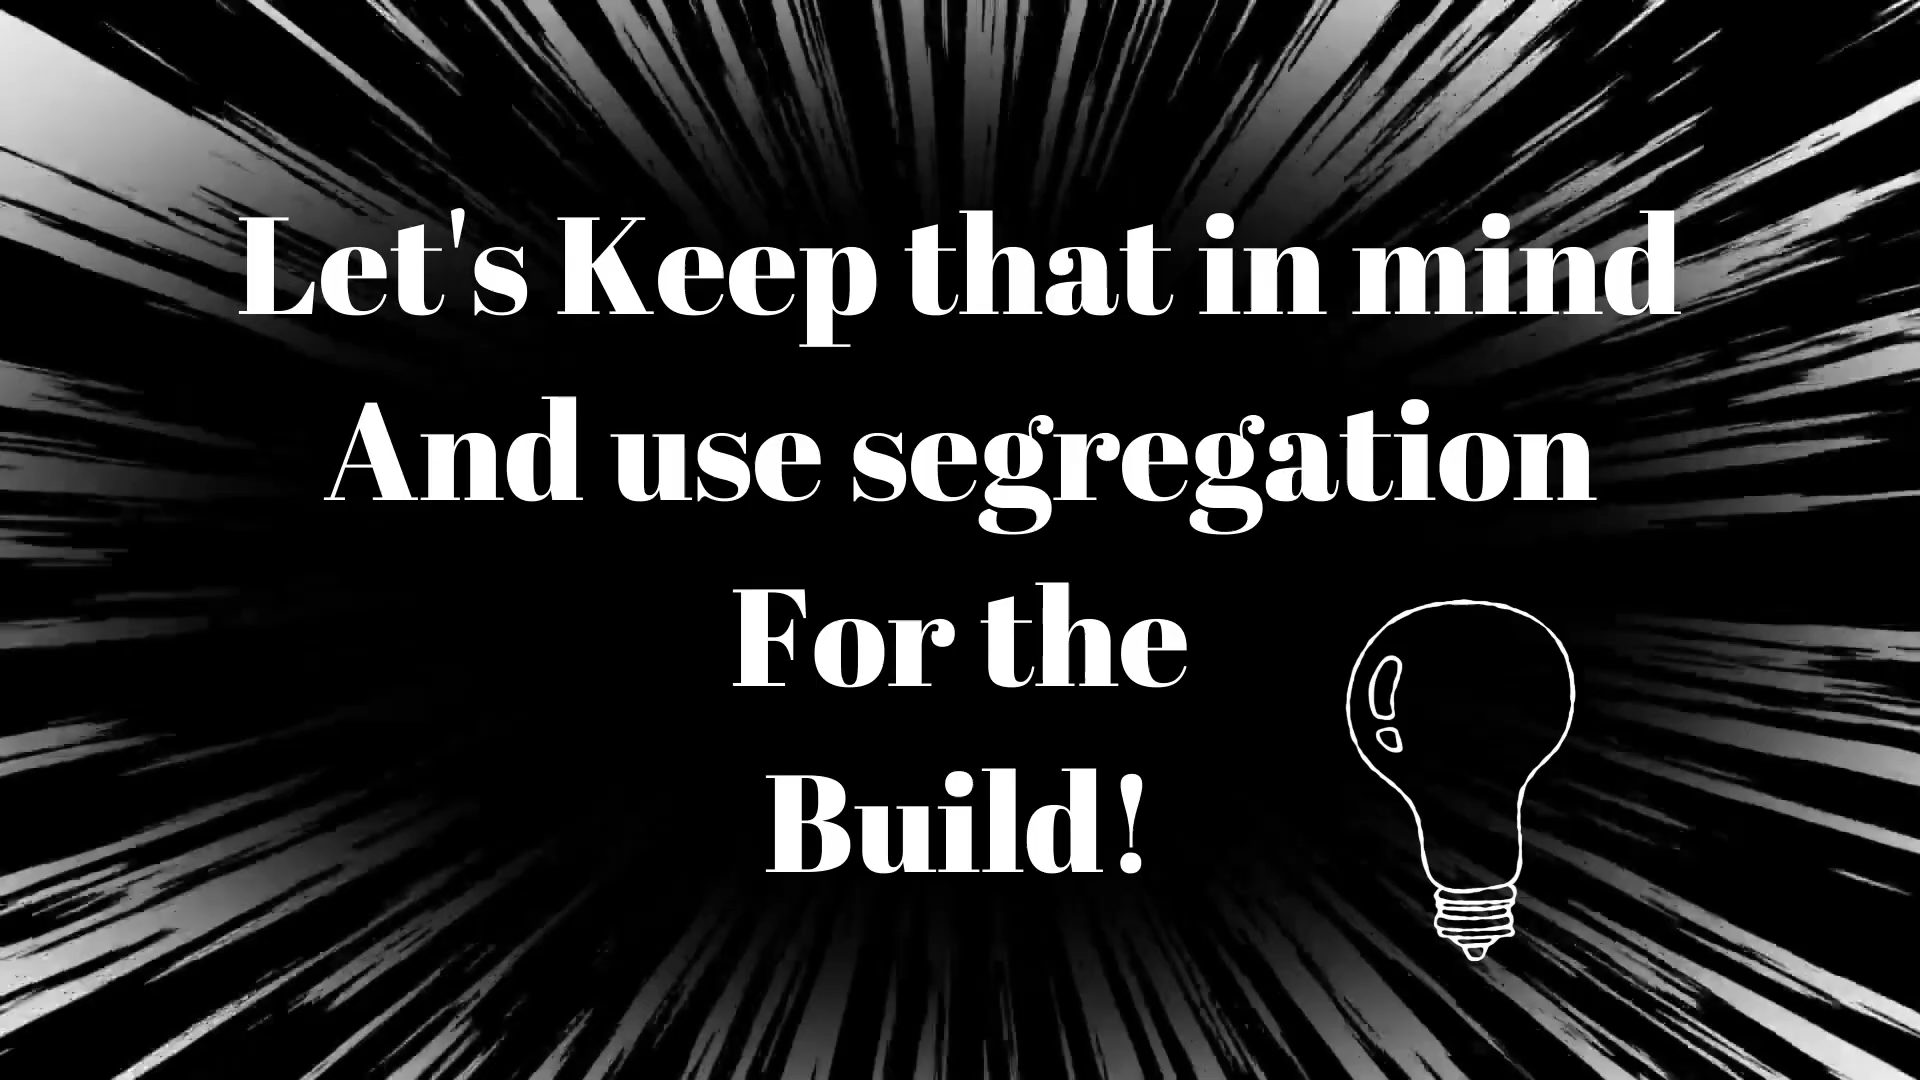 Let's Keep that in mind
And use segregation
For the
Build!